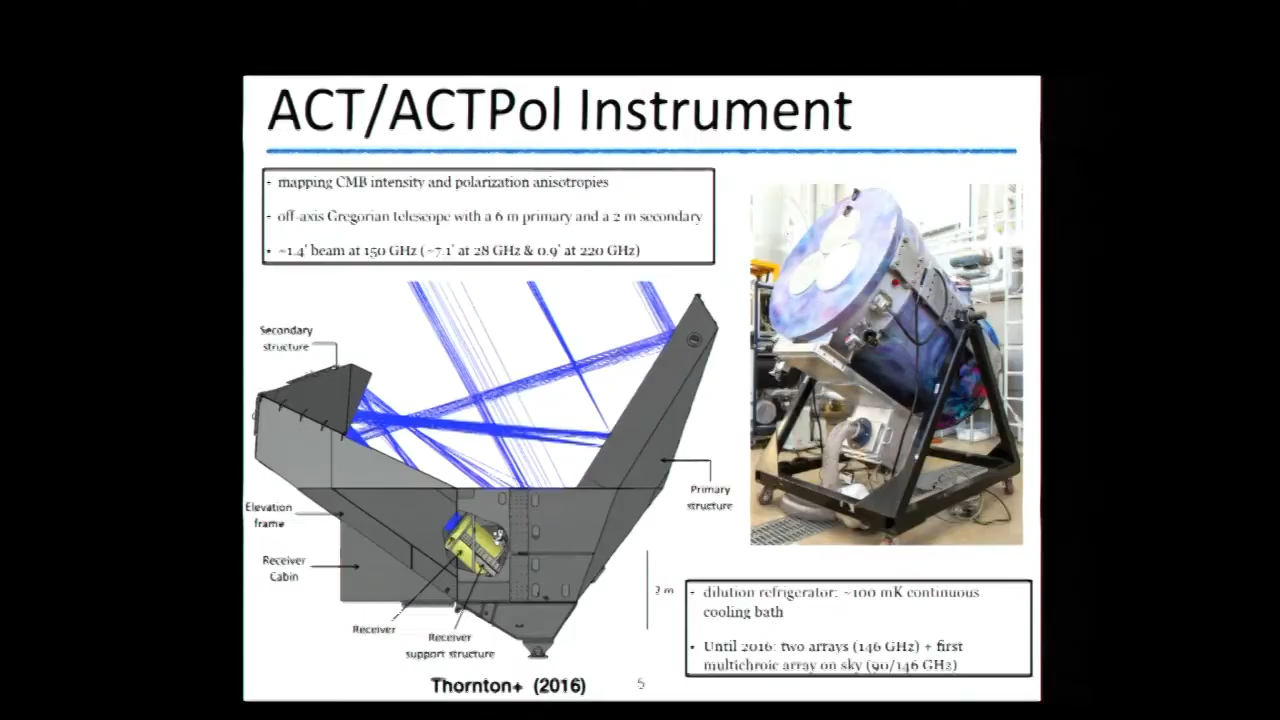 ACT/ACTPol Instrument
- mapping CMB intensity and polarization anisotropies
- off-axis Gregorian telescope with a 6 m primary and a 2 m secondary
- ~1.4' beam at 150 GHz (~7.1' at 28 GHz & 0.9' at 220 GHz)
Secondary
structure
Elevation
frame
Receiver
Cabin
Receiver
Receiver
support structure
Primary
structure
2 m
- dilution refrigerator: ~100 mK continuous
cooling bath
- Until 2016: two arrays (146 GHz) + first
multichroic array on sky (90/146 GHz)
Thornton+ (2016)
5